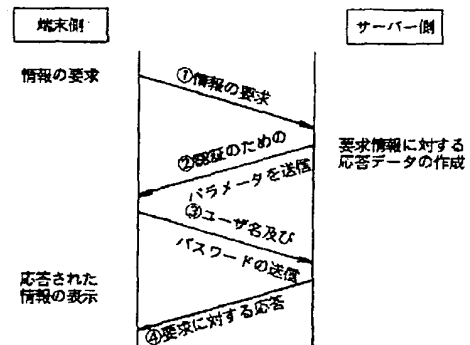 端末側
サーバー側
情報の要求
①情報の要求
②認証のための
パラメータを送信
要求情報に対する
応答データの作成
③ユーザ名及び
パスワードの送信
応答された
情報の表示
④要求に対する応答